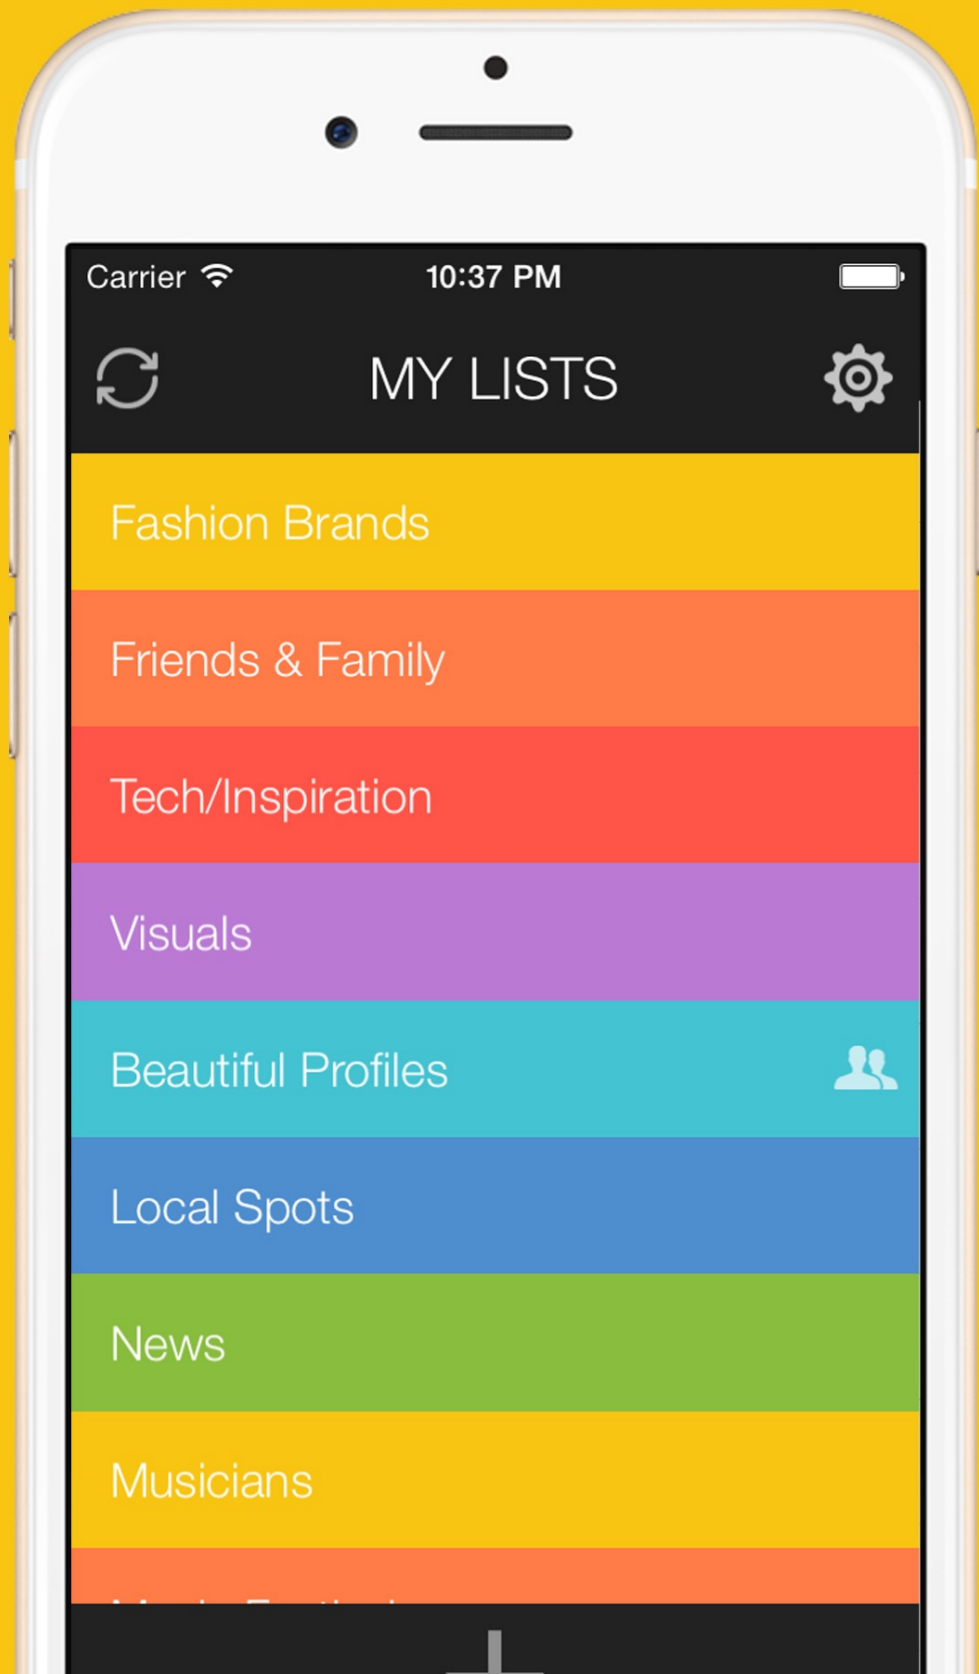 Carrier
10:37 PM
MY LISTS
Fashion Brands
Friends & Family
Tech/Inspiration
Visuals
Beautiful Profiles
Local Spots
News
Musicians